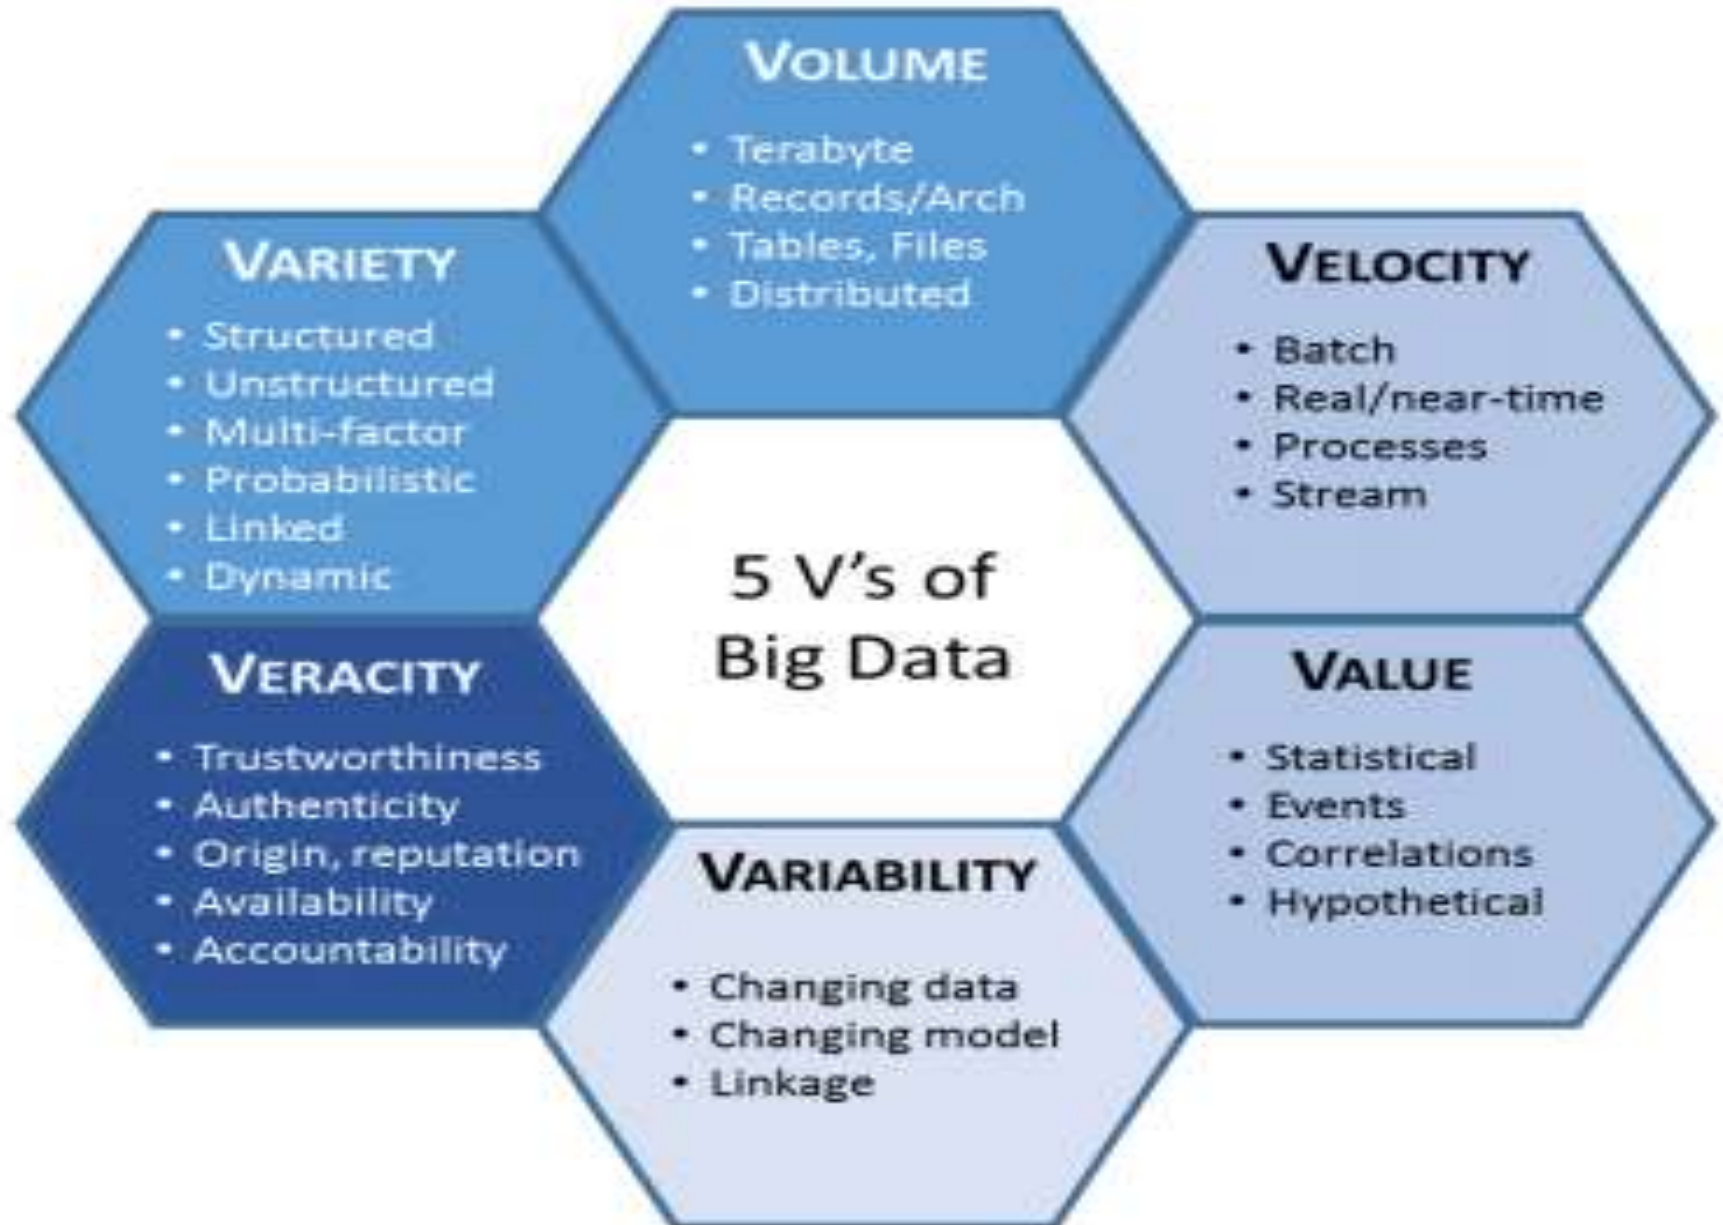 VOLUME
• Terabyte
• Records/Arch
• Tables, Files
• Distributed
VARIETY
• Structured
• Unstructured
• Multi-factor
• Probabilistic
• Linked
• Dynamic
VELOCITY
• Batch
• Real/near-time
• Processes
• Stream
5 V’s of
Big Data
VERACITY
• Trustworthiness
• Authenticity
• Origin, reputation
• Availability
• Accountability
VALUE
• Statistical
• Events
• Correlations
• Hypothetical
VARIABILITY
• Changing data
• Changing model
• Linkage